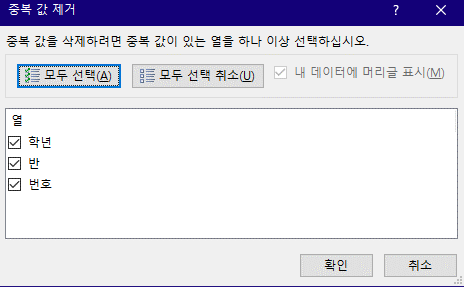 중복 값 제거
중복 값을 삭제하려면 중복 값이 있는 열을 하나 이상 선택하십시오.
모두 선택(A) 모두 선택 취소(U) 내 데이터에 머리글 표시(M)
열
학년
반
번호
확인 취소